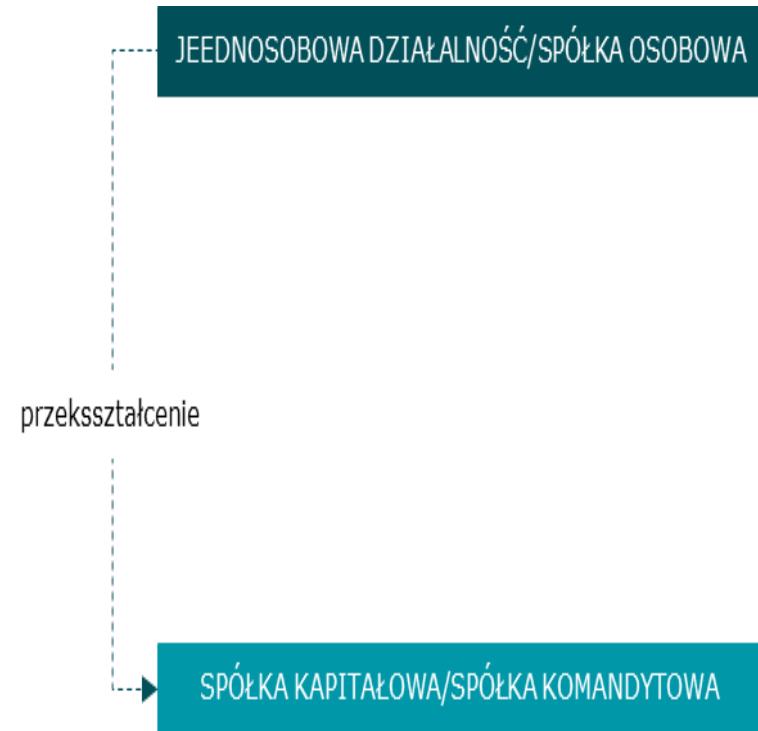 JEEDNOSOBOWA DZIAŁALNOŚĆ/SPÓŁKA OSOBOWA
przeksształcenie
SPÓŁKA KAPITAŁOWA/SPÓŁKA KOMANDYTOWA